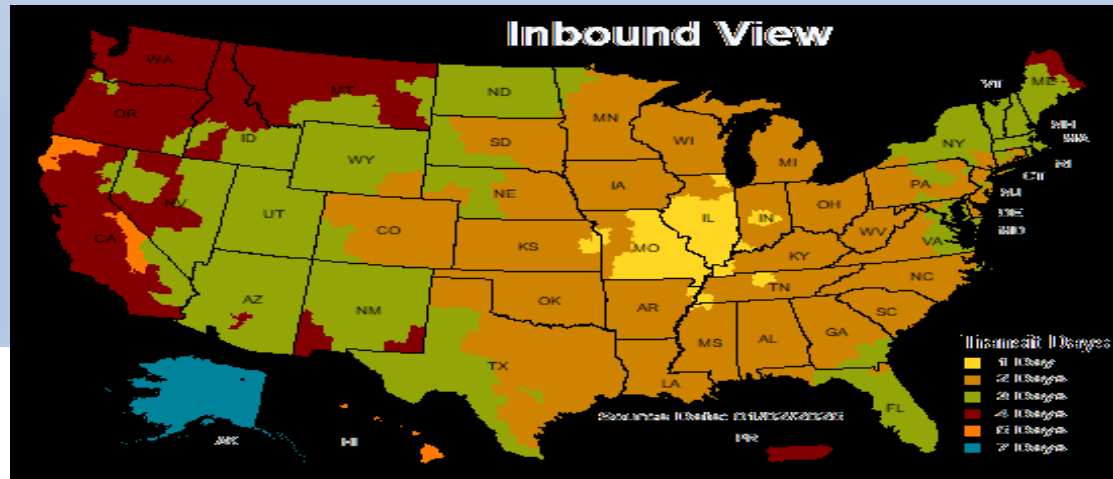 Inbound View
WA
MT
ND
MN
VT
ME
OR
ID
SD
WI
MI
NY
NH
MA
WY
RI
CT
NE
IA
PA
NJ
NV
UT
IL
IN
OH
DE
MD
CA
CO
KS
MO
WV
VA
KY
AZ
NM
OK
AR
TN
NC
SC
MS
AL
GA
TX
LA
FL
Transit Days
1 Day
2 Days
3 Days
4 Days
5 Days
7 Days
AK
HI
PR